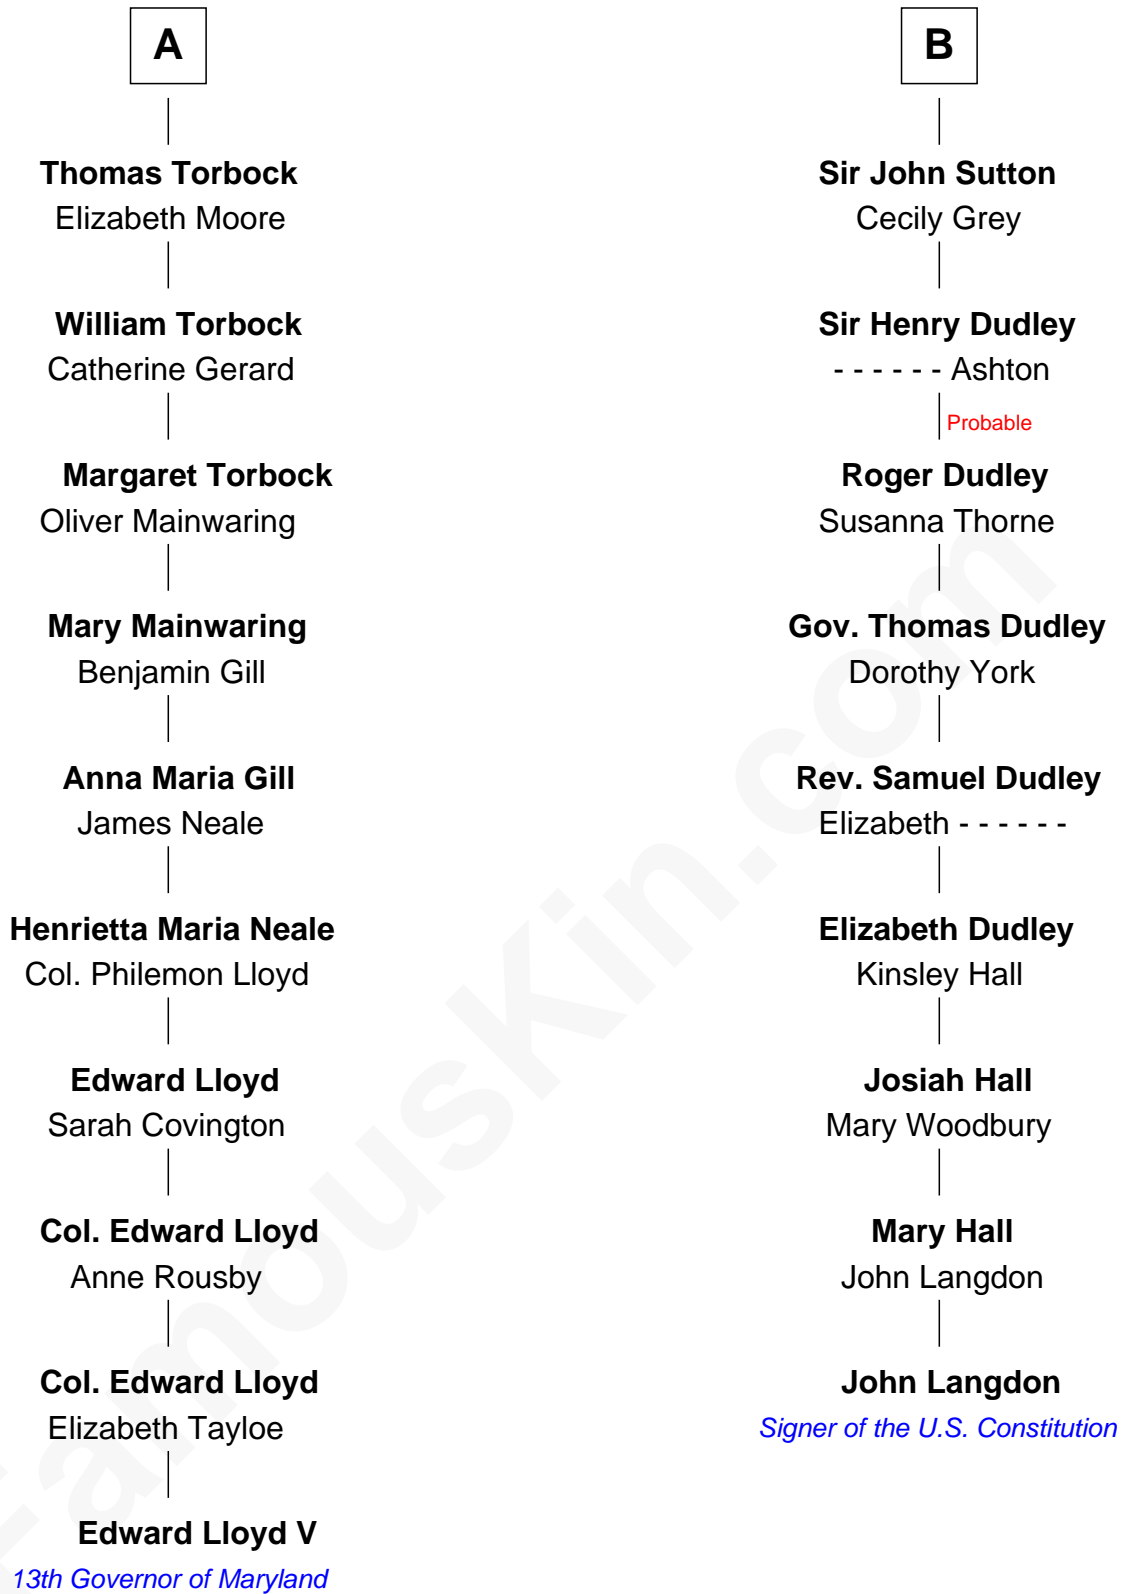 A
Thomas Torbock
Elizabeth Moore
William Torbock
Catherine Gerard
Margaret Torbock
Oliver Mainwaring
Mary Mainwaring
Benjamin Gill
Anna Maria Gill
James Neale
Henrietta Maria Neale
Col. Philemon Lloyd
Edward Lloyd
Sarah Covington
Col. Edward Lloyd
Anne Rousby
Col. Edward Lloyd
Elizabeth Tayloe
Edward Lloyd V
13th Governor of Maryland
B
Sir John Sutton
Cecily Grey
Sir Henry Dudley
- - - - - - Ashton
Probable
Roger Dudley
Susanna Thorne
Gov. Thomas Dudley
Dorothy York
Rev. Samuel Dudley
Elizabeth - - - - - -
Elizabeth Dudley
Kinsley Hall
Josiah Hall
Mary Woodbury
Mary Hall
John Langdon
John Langdon
Signer of the U.S. Constitution
FamousKin.com